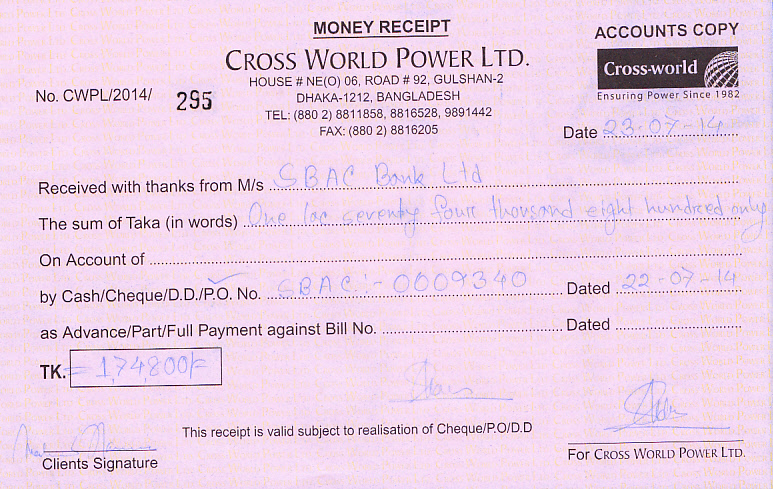 MONEY RECEIPT
ACCOUNTS COPY
CROSS WORLD POWER LTD.
Cross-world
Ensuring Power Since 1982
HOUSE # NE(O) 06, ROAD # 92, GULSHAN-2
DHAKA-1212, BANGLADESH
TEL: (880 2) 8811858, 8816528, 9891442
FAX: (880 2) 8816205
No. CWPL/2014/ 295
Date 23-07-14
Received with thanks from M/s SBAC Bank Ltd
The sum of Taka (in words) One lac seventy four thousand eight hundred only
On Account of
by Cash/Cheque/D.D./P.O. No. SBAC:- 0009340 Dated 22-07-14
as Advance/Part/Full Payment against Bill No. Dated
TK. =1,74,800/=
This receipt is valid subject to realisation of Cheque/P.O/D.D
Clients Signature
For CROSS WORLD POWER LTD.